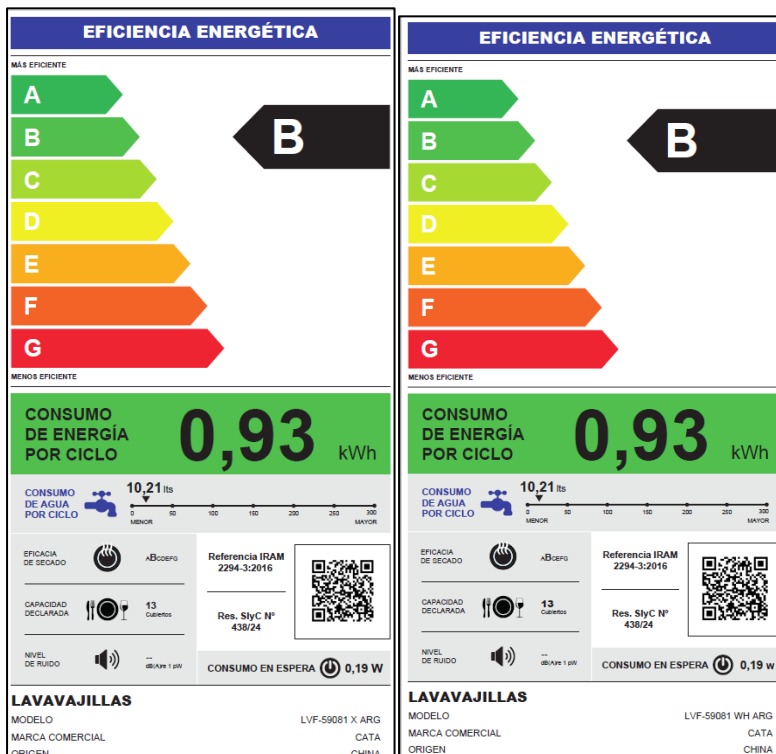 EFICIENCIA ENERGÉTICA
MÁS EFICIENTE
A
B
B
C
D
E
F
G
MENOS EFICIENTE
CONSUMO
DE ENERGÍA
POR CICLO
0,93 kWh
CONSUMO
DE AGUA
POR CICLO
10,21 lts
0 50 100 150 200 250 300
MENOR MAYOR
EFICACIA
DE SECADO
ABCDEFG
Referencia IRAM
2294-3:2016
CAPACIDAD
DECLARADA
13
Cubiertos
Res. SIyC Nº
438/24
NIVEL
DE RUIDO
--
dB(A)re 1 pW
CONSUMO EN ESPERA 0,19 W
LAVAVAJILLAS
MODELO LVF-59081 X ARG
MARCA COMERCIAL CATA
ORIGEN CHINA
EFICIENCIA ENERGÉTICA
MÁS EFICIENTE
A
B
B
C
D
E
F
G
MENOS EFICIENTE
CONSUMO
DE ENERGÍA
POR CICLO
0,93 kWh
CONSUMO
DE AGUA
POR CICLO
10,21 lts
0 50 100 150 200 250 300
MENOR MAYOR
EFICACIA
DE SECADO
ABCEFG
Referencia IRAM
2294-3:2016
CAPACIDAD
DECLARADA
13
Cubiertos
Res. SIyC Nº
438/24
NIVEL
DE RUIDO
--
dB(A)re 1 pW
CONSUMO EN ESPERA 0,19 w
LAVAVAJILLAS
MODELO LVF-59081 WH ARG
MARCA COMERCIAL CATA
ORIGEN CHINA